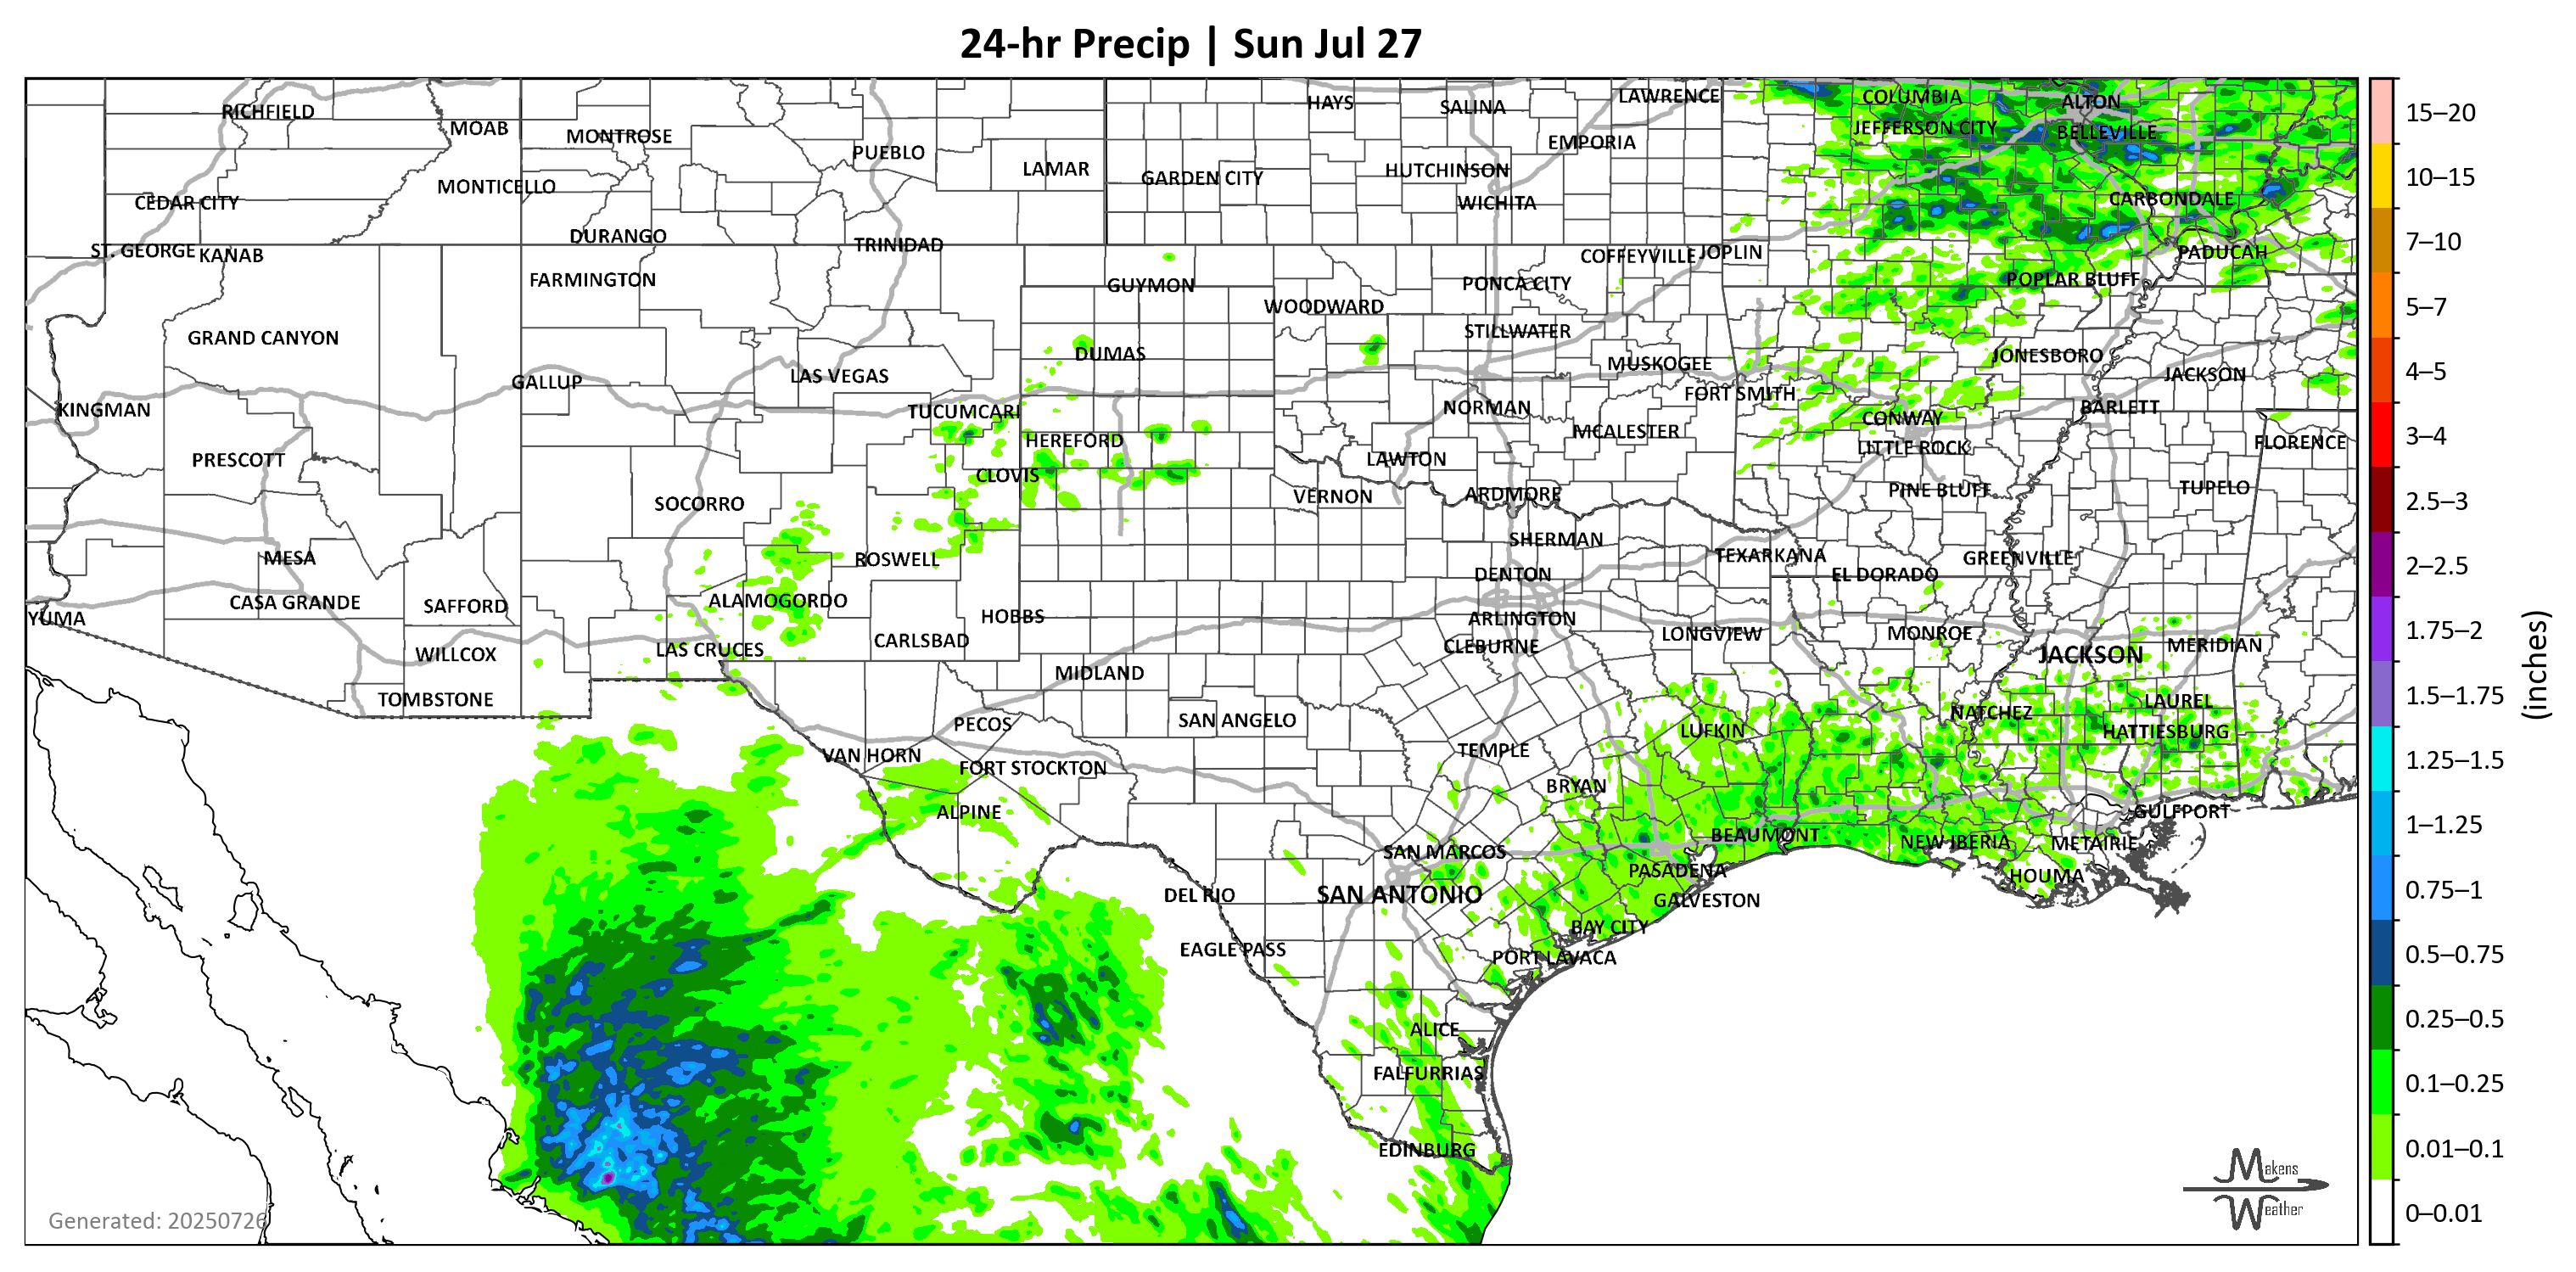 24-hr Precip | Sun Jul 27
RICHFIELD
MOAB
MONTROSE
PUEBLO
LAMAR
HAYS
SALINA
LAWRENCE
COLUMBIA
ALTON
JEFFERSON CITY
BELLEVILLE
EMPORIA
HUTCHINSON
GARDEN CITY
MONTICELLO
CEDAR CITY
WICHITA
CARBONDALE
DURANGO
TRINIDAD
ST. GEORGE
KANAB
COFFEYVILLE
JOPLIN
PADUCAH
FARMINGTON
GUYMON
PONCA CITY
POPLAR BLUFF
WOODWARD
GRAND CANYON
STILLWATER
DUMAS
JONESBORO
MUSKOGEE
GALLUP
LAS VEGAS
JACKSON
FORT SMITH
KINGMAN
TUCUMCARI
NORMAN
BARLETT
CONWAY
HEREFORD
MCALESTER
LITTLE ROCK
FLORENCE
PRESCOTT
LAWTON
CLOVIS
SOCORRO
VERNON
ARDMORE
PINE BLUFF
TUPELO
SHERMAN
MESA
ROSWELL
TEXARKANA
GREENVILLE
DENTON
EL DORADO
CASA GRANDE
SAFFORD
ALAMOGORDO
YUMA
HOBBS
ARLINGTON
CARLSBAD
LONGVIEW
MONROE
CLEBURNE
WILLCOX
LAS CRUCES
JACKSON
MERIDIAN
MIDLAND
TOMBSTONE
LAUREL
NATCHEZ
PECOS
SAN ANGELO
LUFKIN
HATTIESBURG
VAN HORN
TEMPLE
FORT STOCKTON
BRYAN
ALPINE
GULFPORT
BEAUMONT
NEW IBERIA
METAIRIE
SAN MARCOS
PASADENA
HOUMA
DEL RIO
SAN ANTONIO
GALVESTON
BAY CITY
EAGLE PASS
PORT LAVACA
ALICE
FALFURRIAS
EDINBURG
Generated: 20250726
Makens
Weather
15–20
10–15
7–10
5–7
4–5
3–4
2.5–3
2–2.5
1.75–2
1.5–1.75
1.25–1.5
1–1.25
0.75–1
0.5–0.75
0.25–0.5
0.1–0.25
0.01–0.1
0–0.01
(inches)